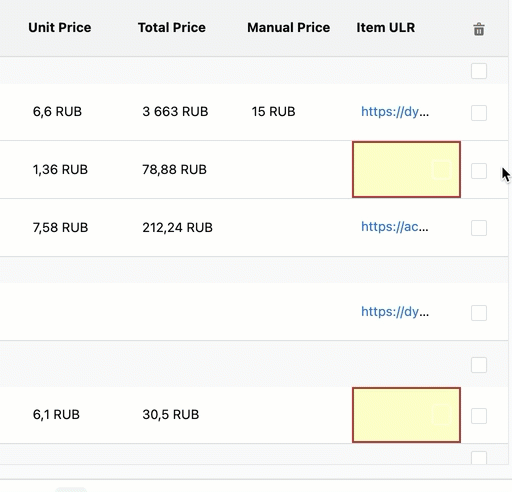 Unit Price Total Price Manual Price Item ULR
6,6 RUB 3 663 RUB 15 RUB https://dy...
1,36 RUB 78,88 RUB
7,58 RUB 212,24 RUB https://ac...
https://dy...
6,1 RUB 30,5 RUB